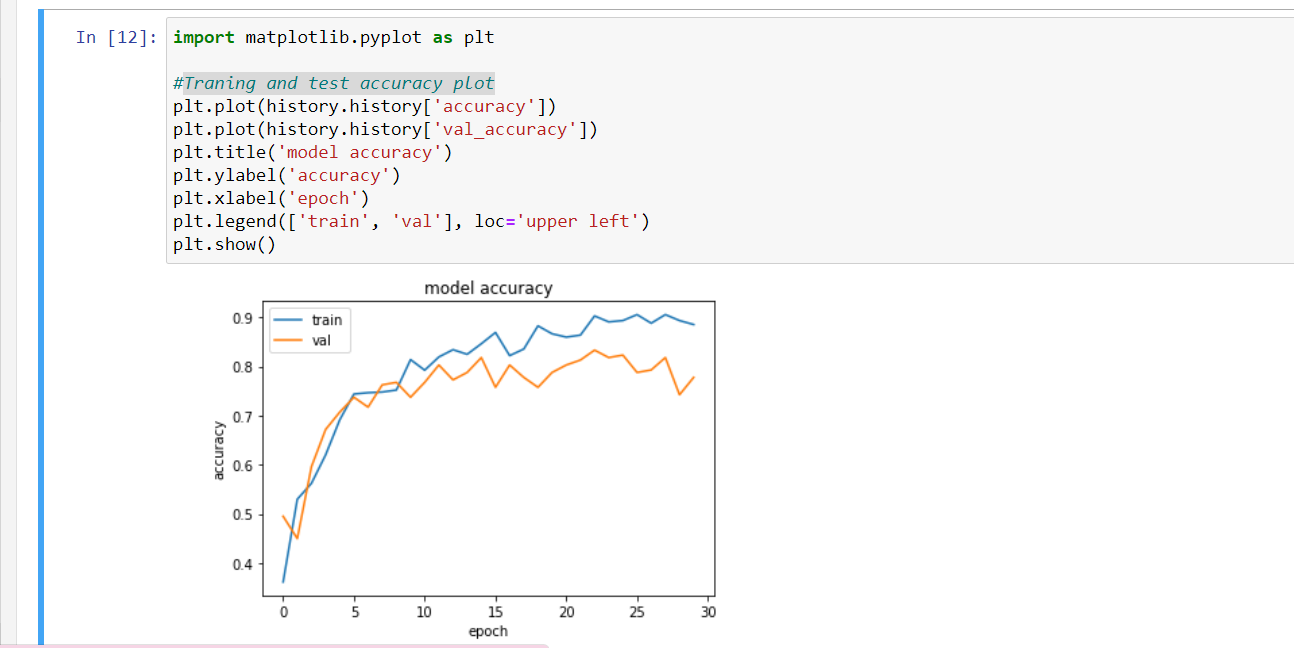 In [12]: import matplotlib.pyplot as plt
#Traning and test accuracy plot
plt.plot(history.history['accuracy'])
plt.plot(history.history['val_accuracy'])
plt.title('model accuracy')
plt.ylabel('accuracy')
plt.xlabel('epoch')
plt.legend(['train', 'val'], loc='upper left')
plt.show()
model accuracy
train
val
0.9
0.8
0.7
0.6
0.5
0.4
accuracy
0 5 10 15 20 25 30
epoch